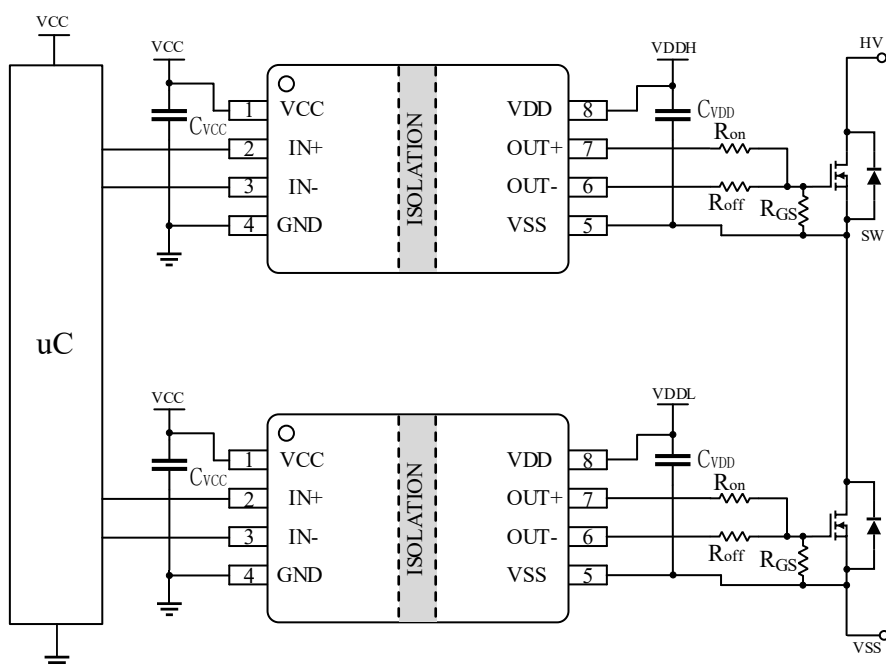 VCC
uC
VCC
CVCC
1 VCC
2 IN+
3 IN-
4 GND
ISOLATION
VDD 8
OUT+ 7
OUT- 6
VSS 5
VDDH
CVDD
Ron
Roff
RGS
HV
SW
VCC
CVCC
1 VCC
2 IN+
3 IN-
4 GND
ISOLATION
VDD 8
OUT+ 7
OUT- 6
VSS 5
VDDL
CVDD
Ron
Roff
RGS
VSS